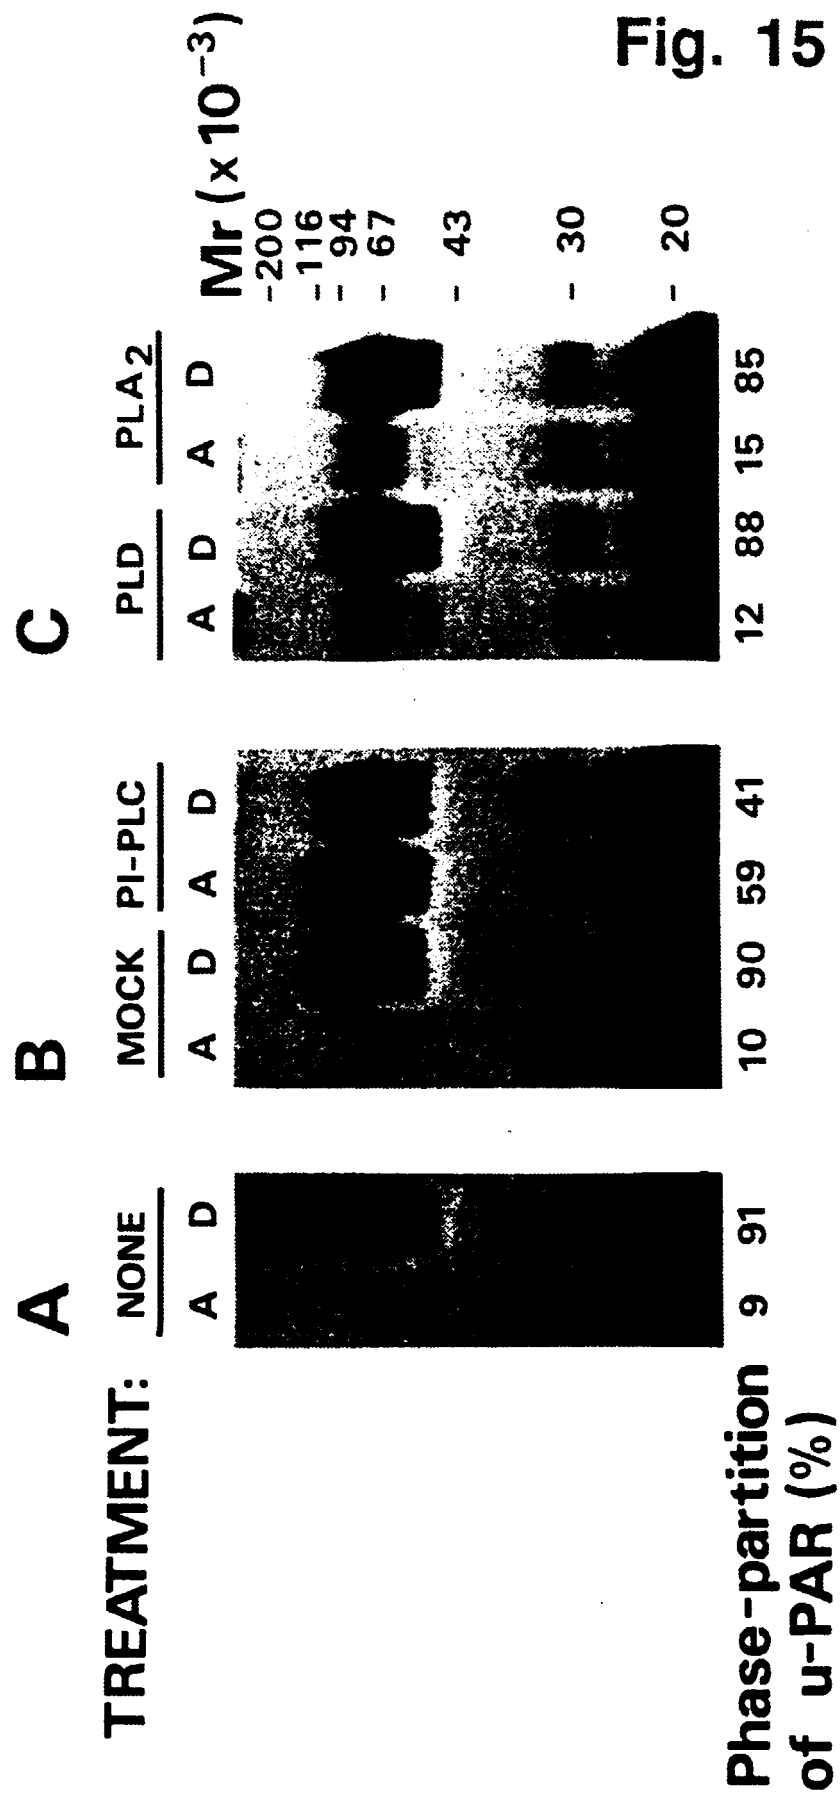 A B C
TREATMENT: NONE MOCK PI-PLC PLD PLA2
A D A D A D A D A D
Mr (x 10−3)
-200
-116
-94
-67
- 43
- 30
- 20
Phase-partition 9 91 10 90 59 41 12 88 15 85
of u-PAR (%)
Fig. 15